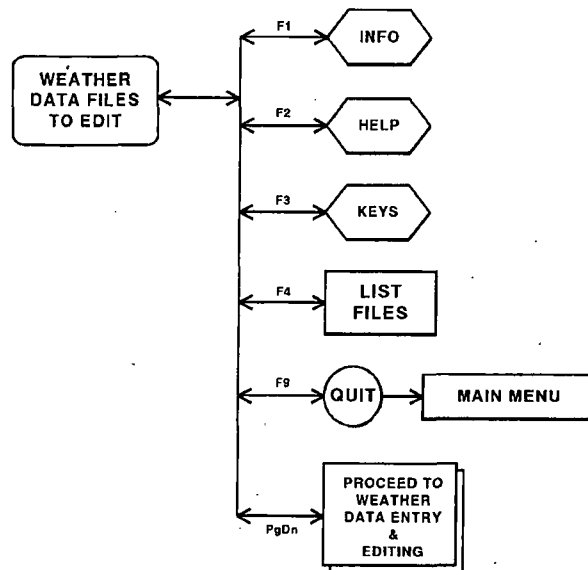 WEATHER
DATA FILES
TO EDIT
F1
INFO
F2
HELP
F3
KEYS
F4
LIST
FILES
F9
QUIT
MAIN MENU
PgDn
PROCEED TO
WEATHER
DATA ENTRY
&
EDITING